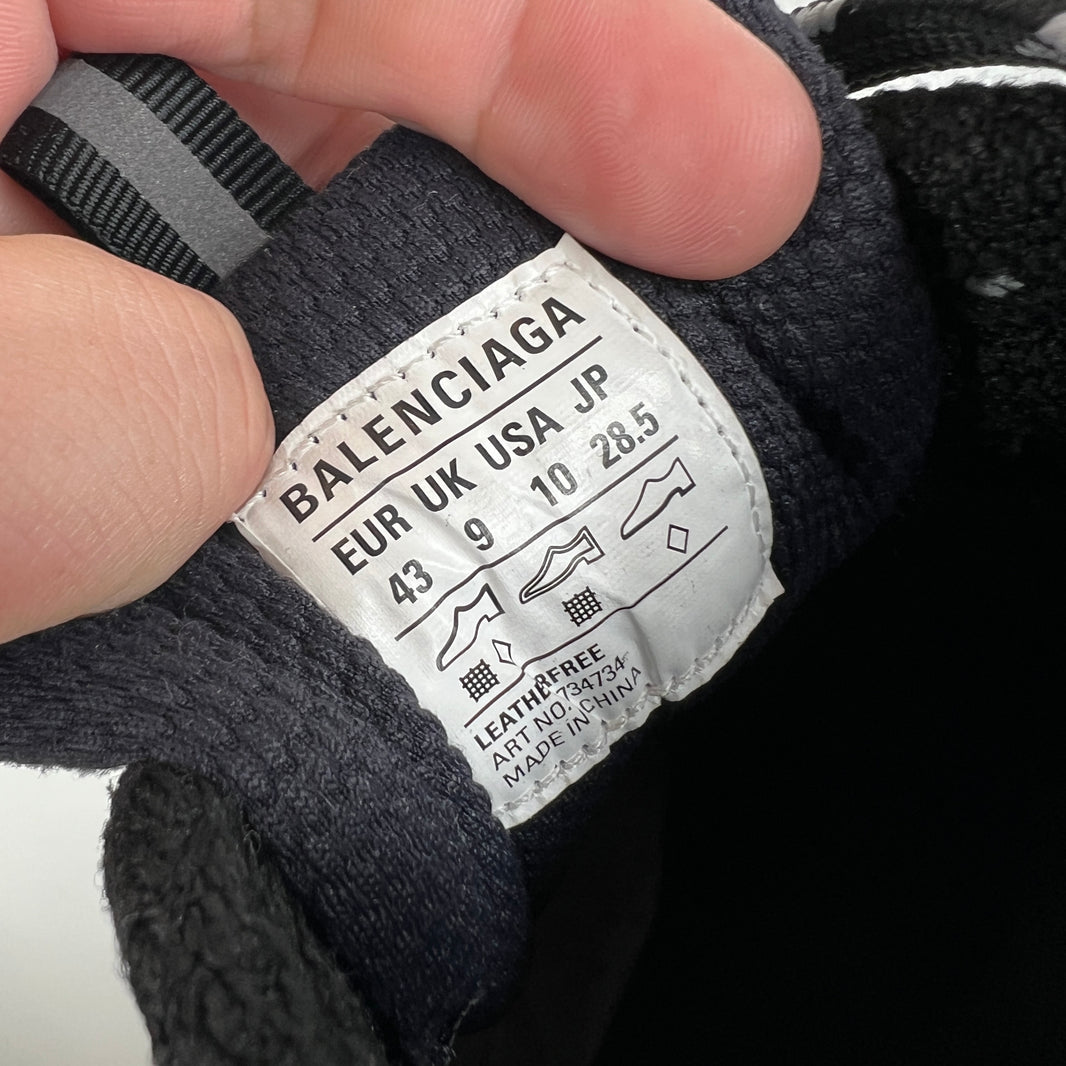 BALENCIAGA
EUR UK USA JP
43 9 10 28.5
LEATHERFREE
ART NO.734734
MADE IN CHINA